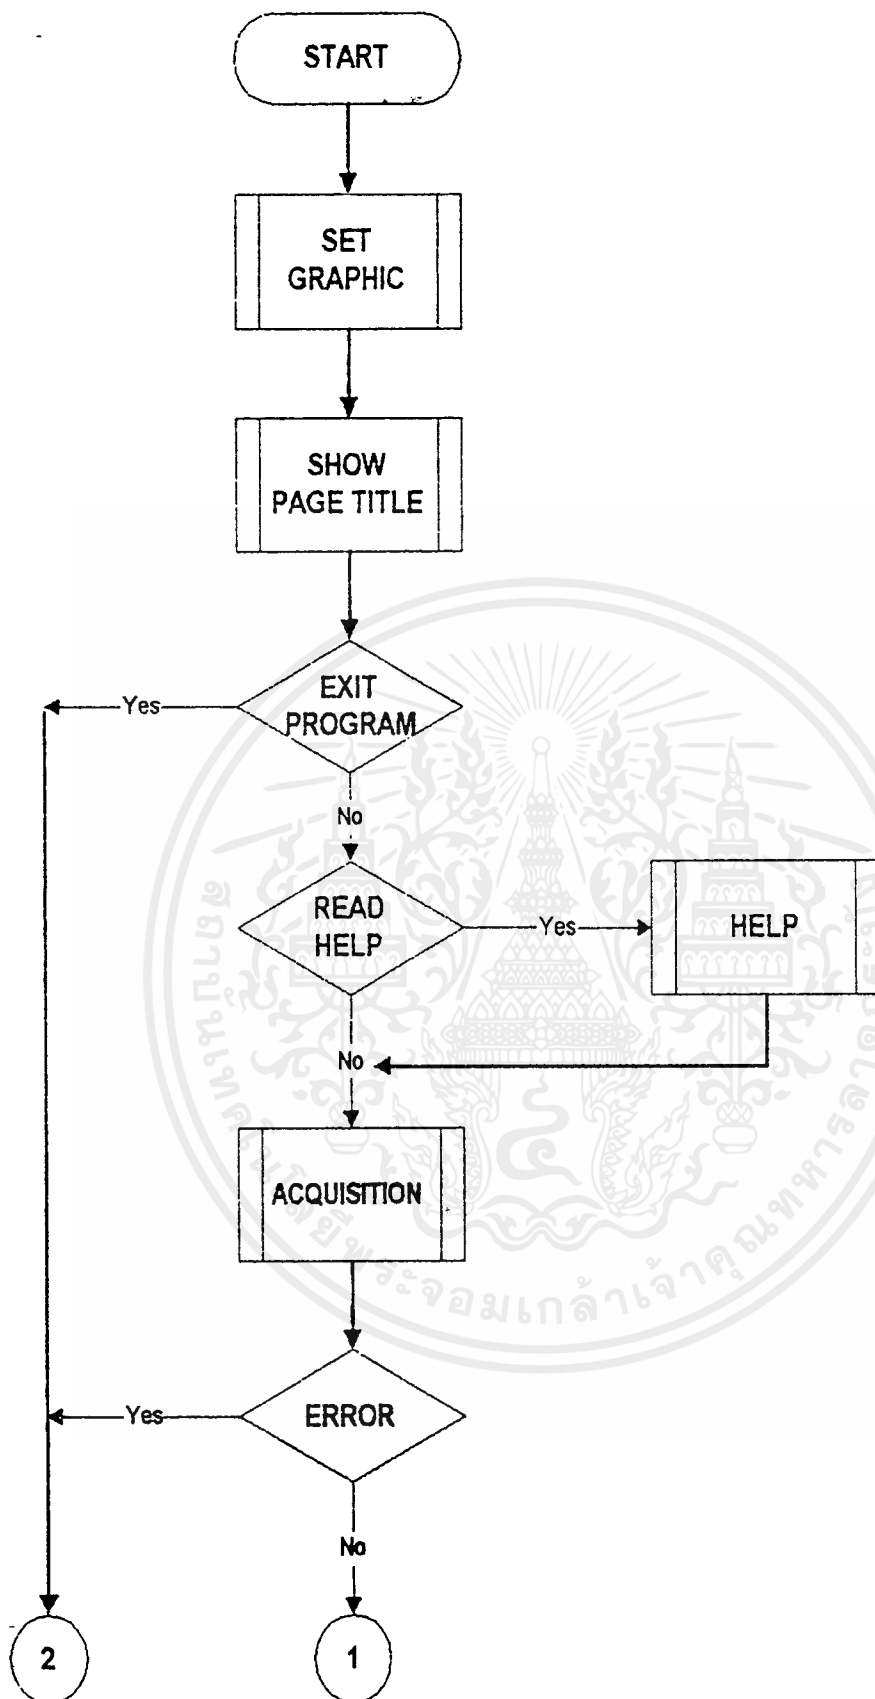 START
SET
GRAPHIC
SHOW
PAGE TITLE
EXIT
PROGRAM
Yes
No
READ
HELP
Yes
HELP
No
ACQUISITION
ERROR
Yes
No
2
1